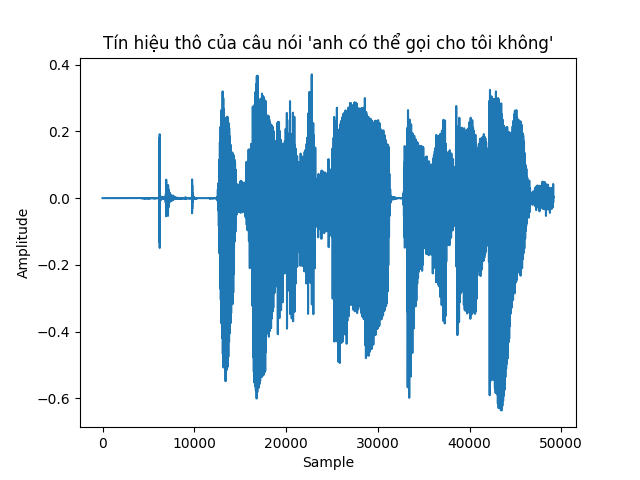 Tín hiệu thô của câu nói 'anh có thể gọi cho tôi không'
0.4
0.2
0.0
−0.2
−0.4
−0.6
Amplitude
0 10000 20000 30000 40000 50000
Sample